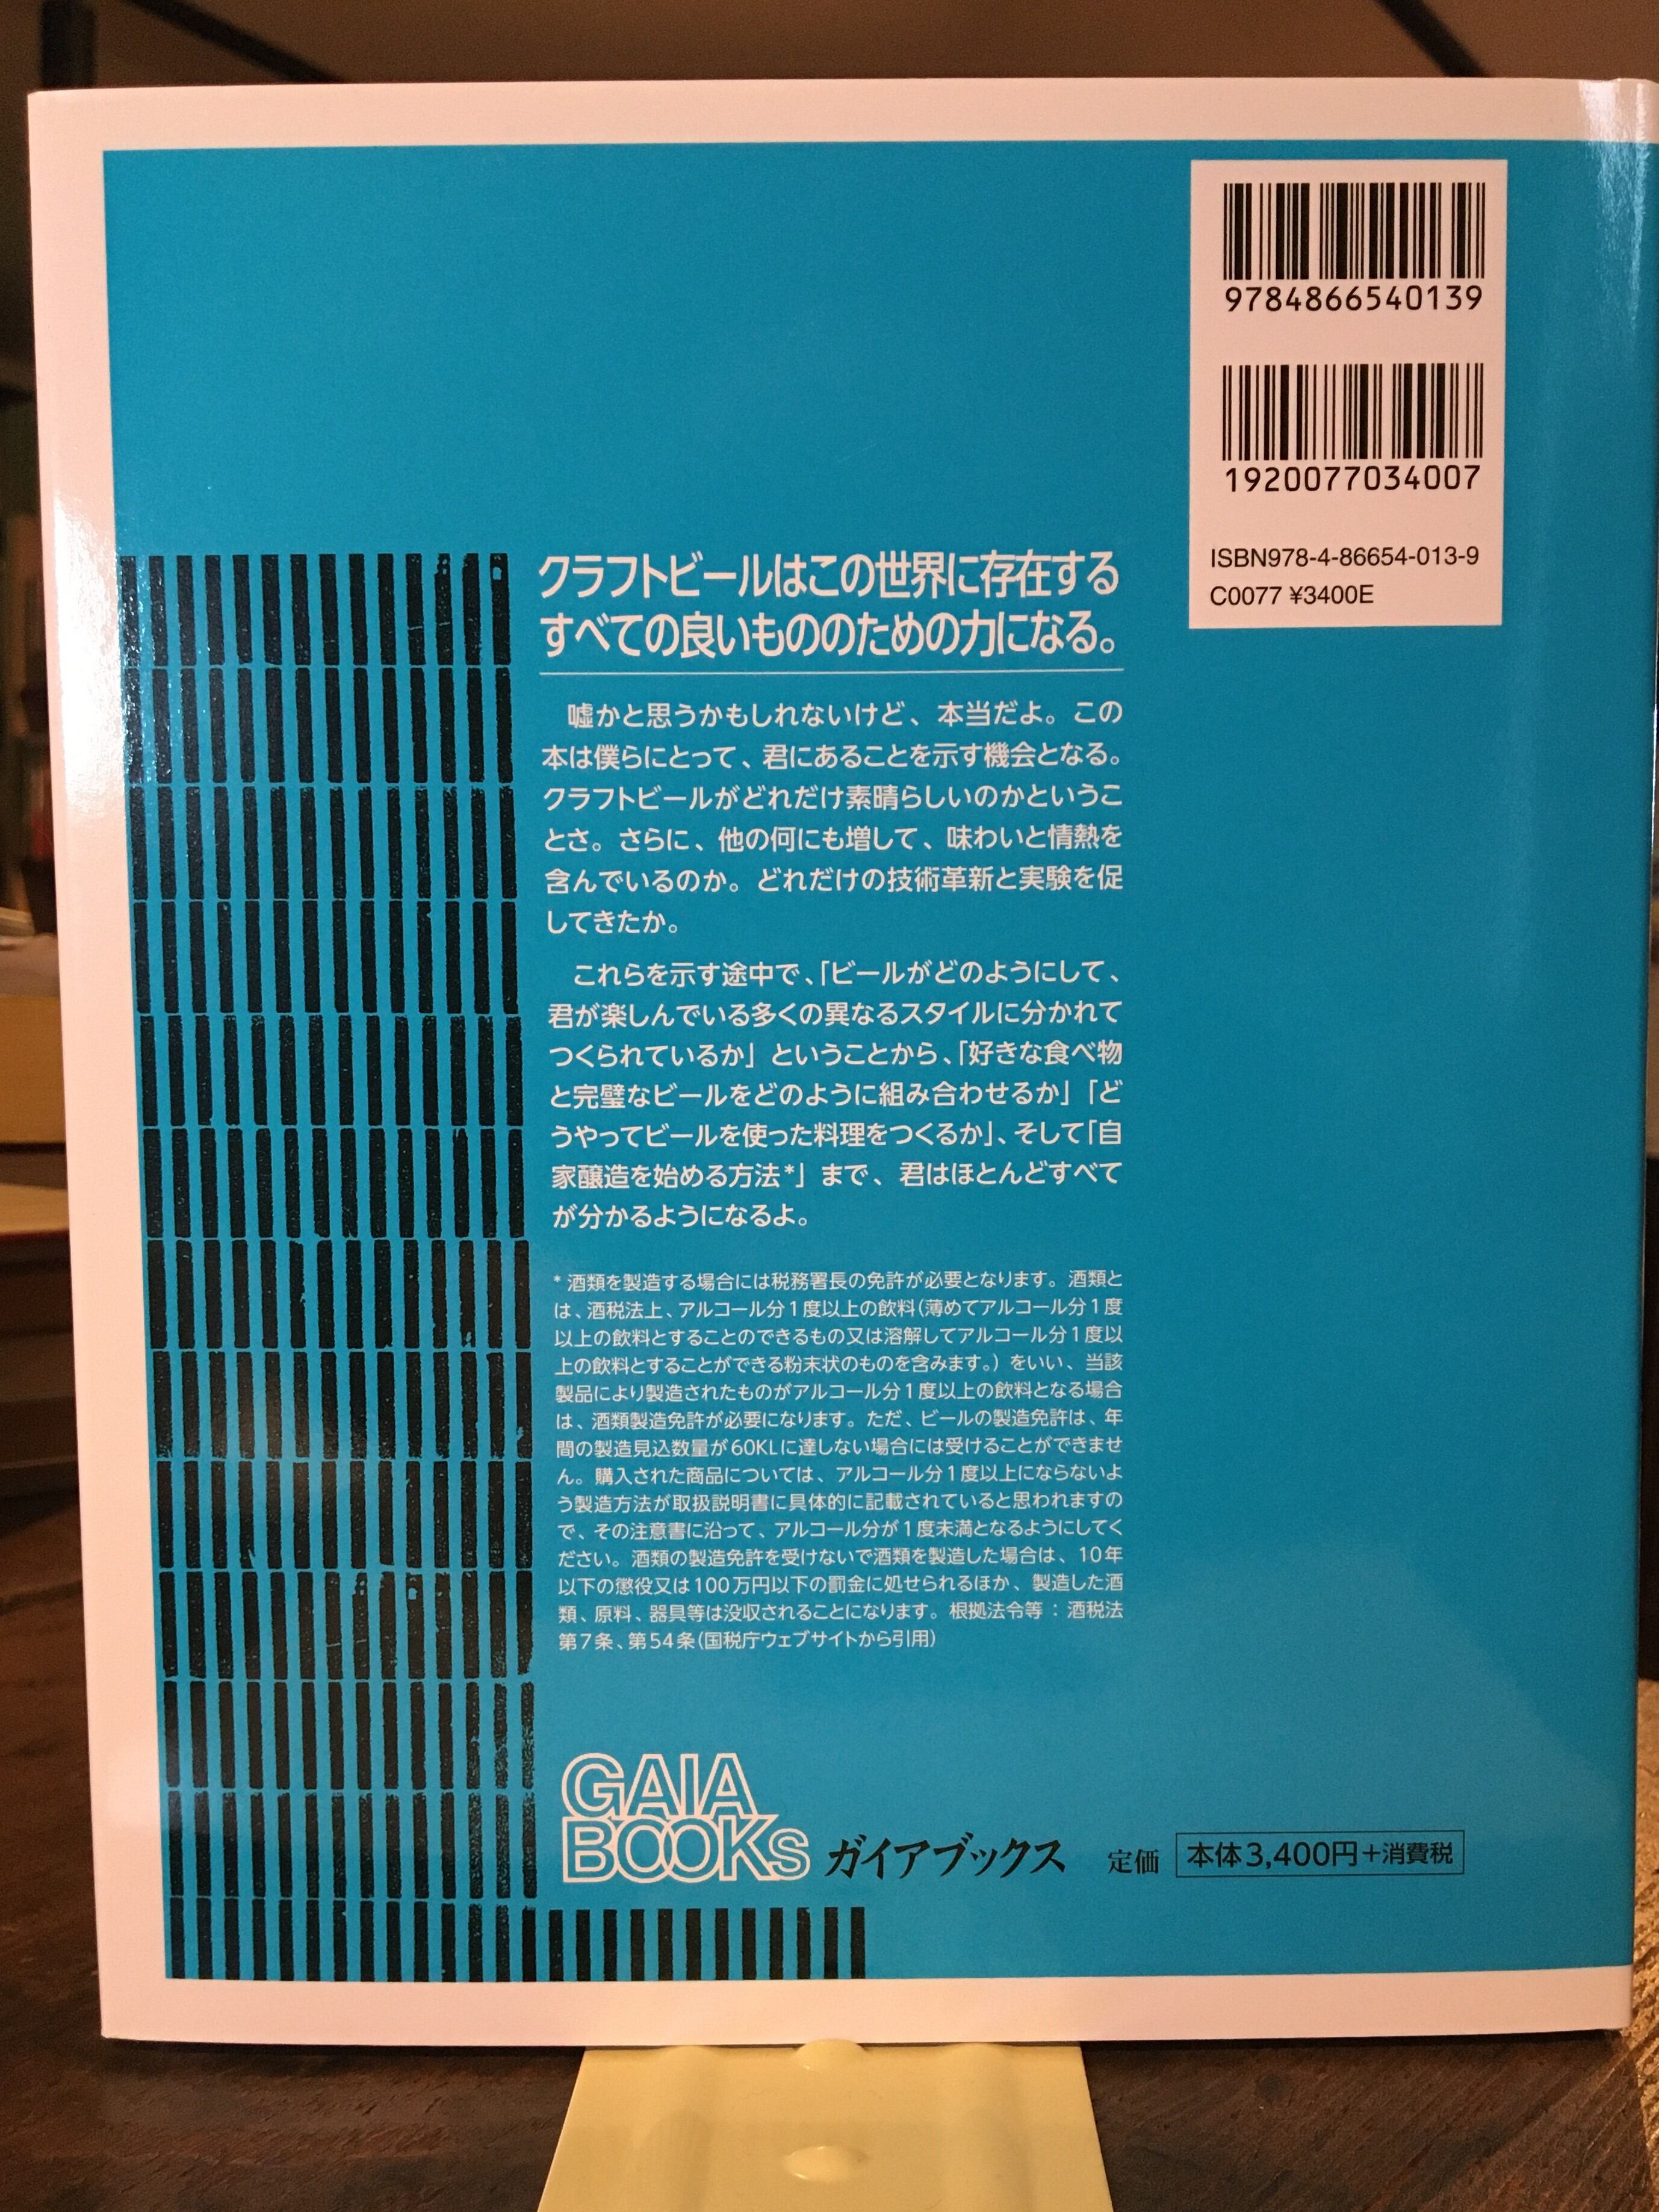 9784866540139
1920077034007
ISBN978-4-86654-013-9
C0077 ¥3400E
クラフトビールはこの世界に存在する
すべての良いもののための力になる。
嘘かと思うかもしれないけど、本当だよ。この
本は僕らにとって、君にあることを示す機会となる。
クラフトビールがどれだけ素晴らしいのかというこ
とさ。さらに、他の何にも増して、味わいと情熱を
含んでいるのか。どれだけの技術革新と実験を促
してきたか。
これらを示す途中で、「ビールがどのようにして、
君が楽しんでいる多くの異なるスタイルに分かれて
つくられているか」ということから、「好きな食べ物
と完璧なビールをどのように組み合わせるか」「ど
うやってビールを使った料理をつくるか」、そして「自
家醸造を始める方法*」まで、君はほとんどすべて
が分かるようになるよ。
*酒類を製造する場合には税務署長の免許が必要となります。酒類と
は、酒税法上、アルコール分1度以上の飲料(薄めてアルコール分1度
以上の飲料とすることのできるもの又は溶解してアルコール分1度以
上の飲料とすることができる粉末状のものを含みます。)をいい、当該
製品により製造されたものがアルコール分1度以上の飲料となる場合
は、酒類製造免許が必要になります。ただ、ビールの製造免許は、年
間の製造見込数量が60KLに達しない場合には受けることができませ
ん。購入された商品については、アルコール分1度以上にならないよ
う製造方法が取扱説明書に具体的に記載されていると思われますの
で、その注意書に沿って、アルコール分が1度未満となるようにしてく
ださい。酒類の製造免許を受けないで酒類を製造した場合は、10年
以下の懲役又は100万円以下の罰金に処せられるほか、製造した酒
類、原料、器具等は没収されることになります。根拠法令等：酒税法
第7条、第54条(国税庁ウェブサイトから引用)
GAIA
BOOKS
ガイアブックス 定価 本体3,400円+消費税